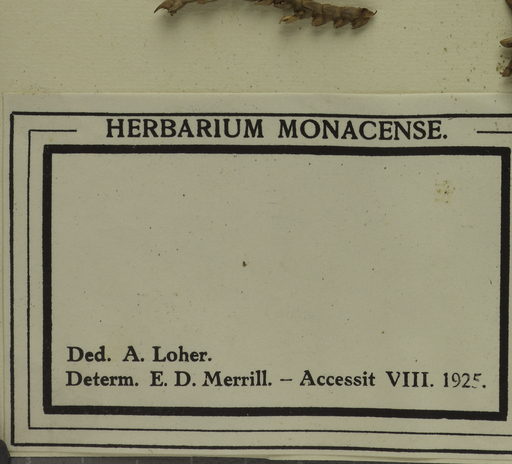 HERBARIUM MONACENSE.
Ded. A. Loher.
Determ. E. D. Merrill. – Accessit VIII. 1925.